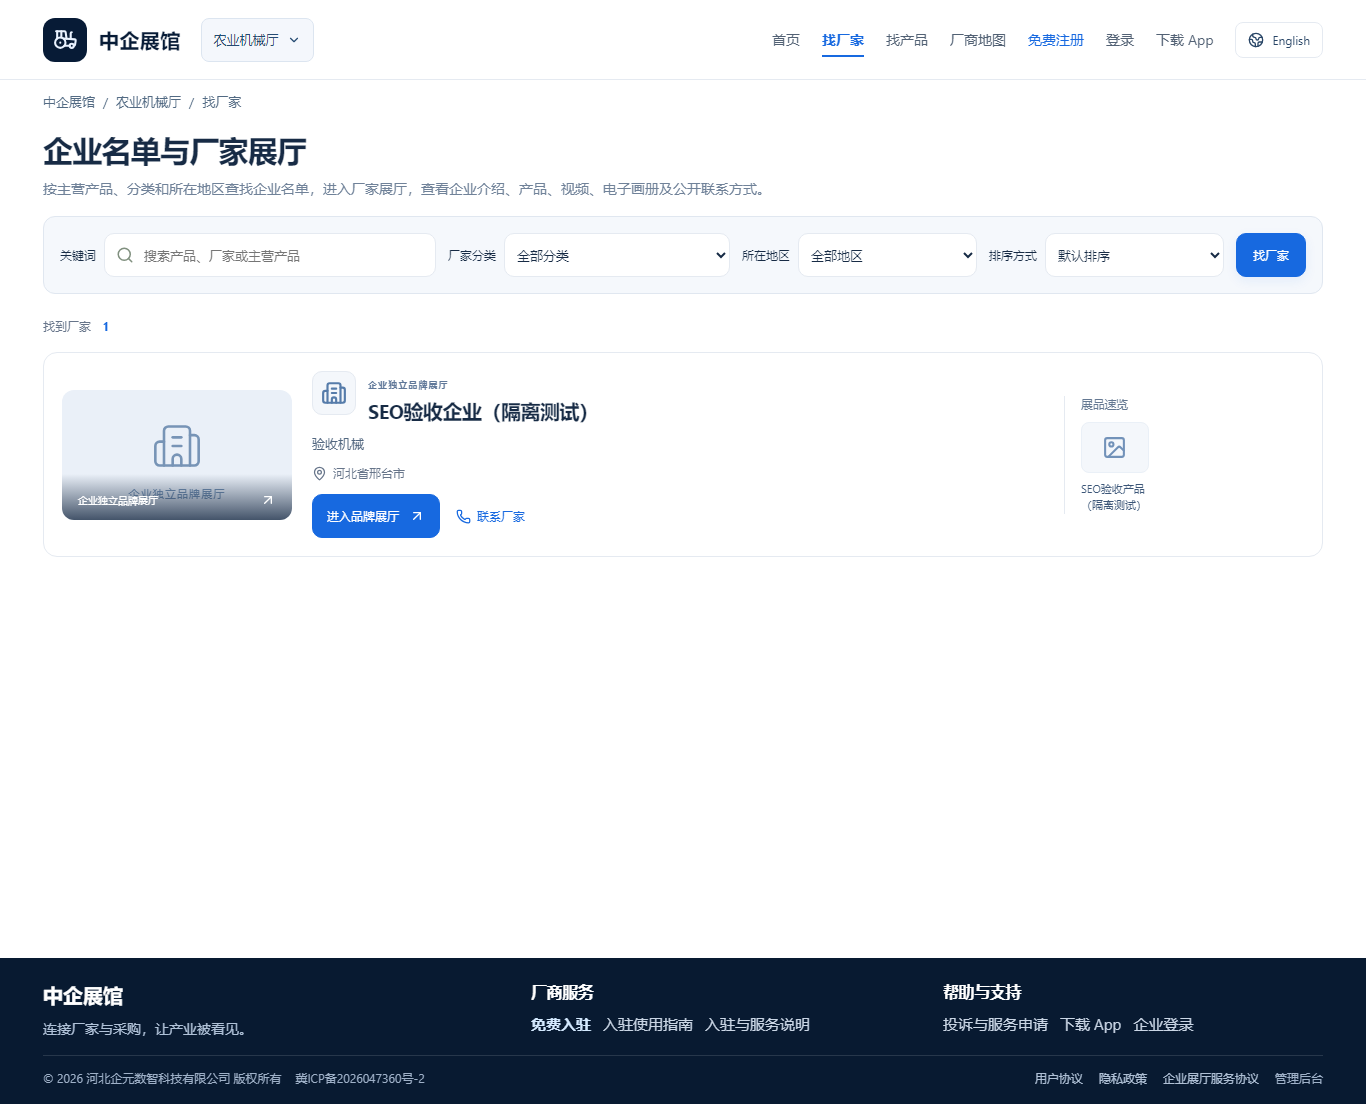 中企展馆
农业机械厅
首页 找厂家 找产品 厂商地图 免费注册 登录 下载 App English
中企展馆 / 农业机械厅 / 找厂家
企业名单与厂家展厅
按主营产品、分类和所在地区查找企业名单，进入厂家展厅，查看企业介绍、产品、视频、电子画册及公开联系方式。
关键词 搜索产品、厂家或主营产品 厂家分类 全部分类 所在地区 全部地区 排序方式 默认排序 找厂家
找到厂家 1
企业独立品牌展厅
企业独立品牌展厅
企业独立品牌展厅
SEO验收企业（隔离测试）
验收机械
河北省邢台市
进入品牌展厅 联系厂家
展品速览
SEO验收产品
（隔离测试）
中企展馆
连接厂家与采购，让产业被看见。
厂商服务
免费入驻 入驻使用指南 入驻与服务说明
帮助与支持
投诉与服务申请 下载 App 企业登录
© 2026 河北企元数智科技有限公司 版权所有 冀ICP备2026047360号-2
用户协议 隐私政策 企业展厅服务协议 管理后台